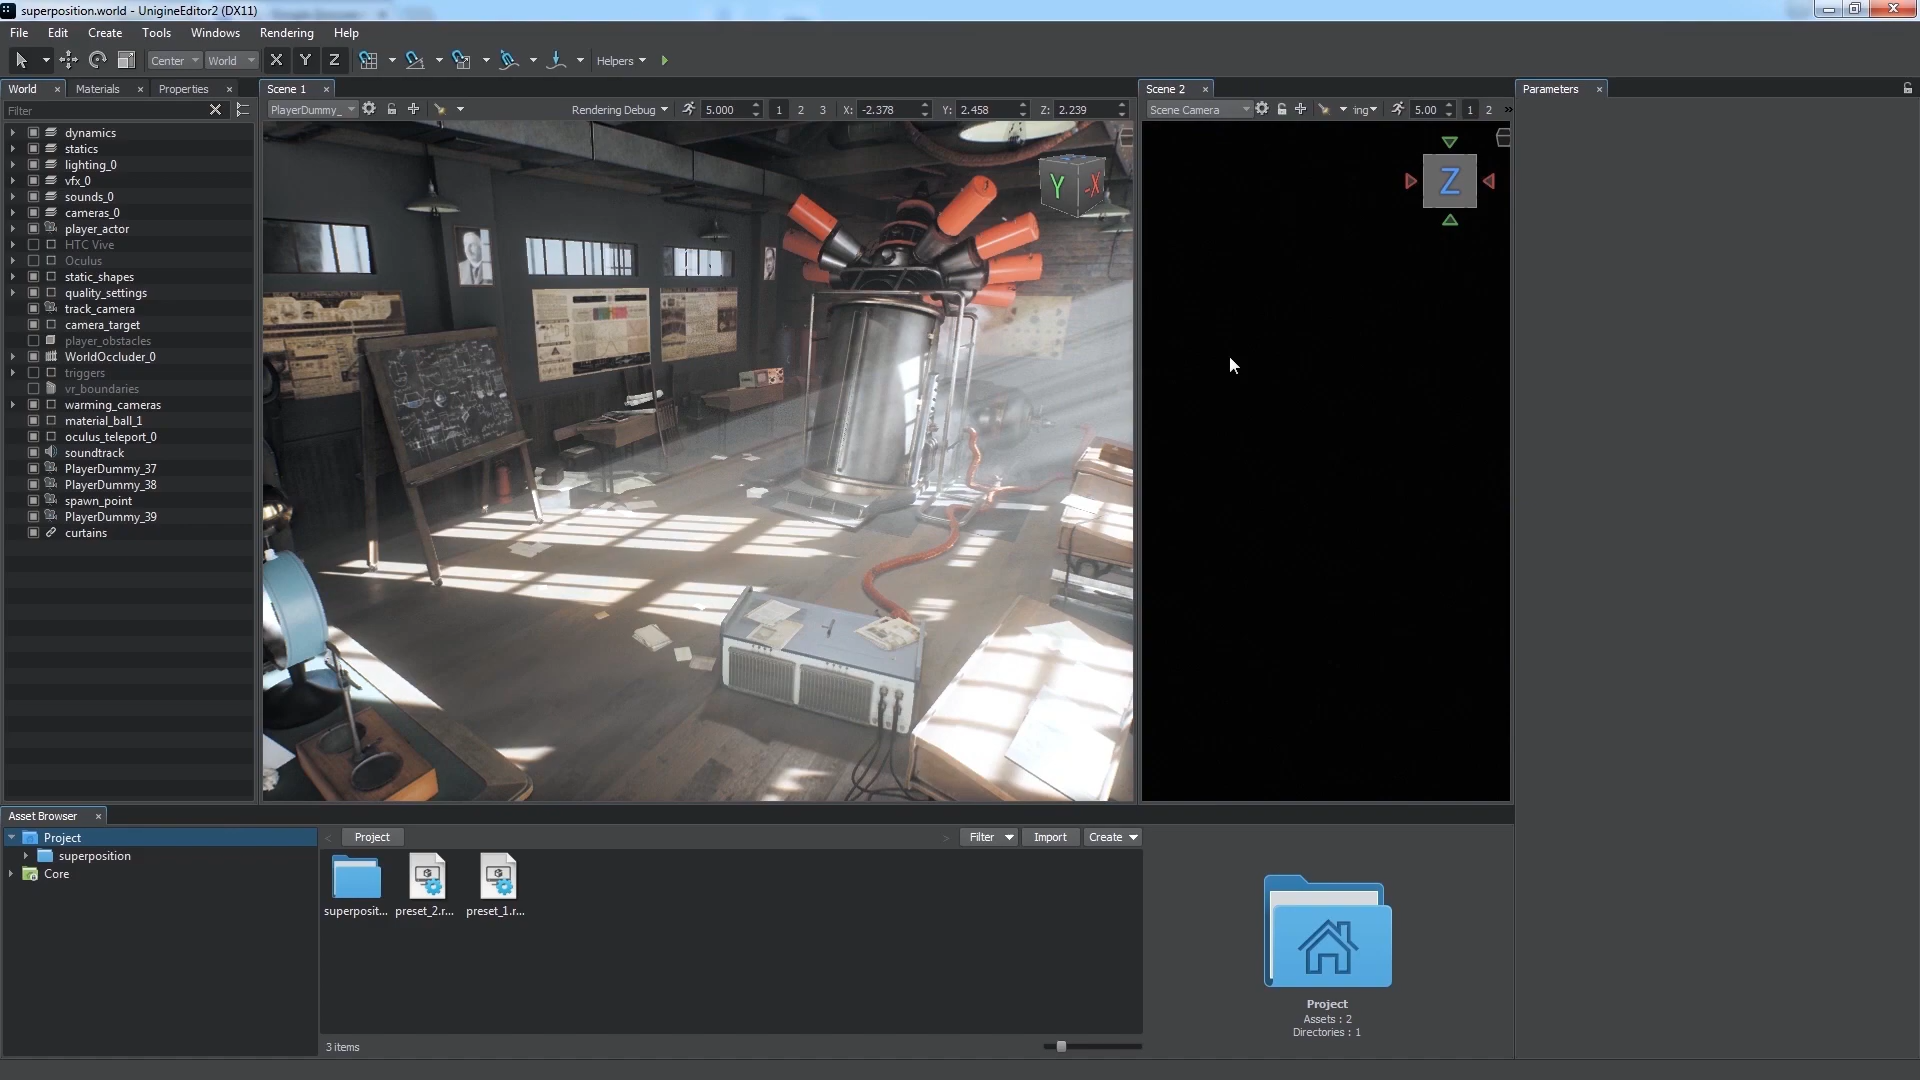 superposition.world - UnigineEditor2 (DX11)
File Edit Create Tools Windows Rendering Help
Center World X Y Z Helpers
World Materials Properties
Filter
dynamics
statics
lighting_0
vfx_0
sounds_0
cameras_0
player_actor
HTC Vive
Oculus
static_shapes
quality_settings
track_camera
camera_target
player_obstacles
WorldOccluder_0
triggers
vr_boundaries
warming_cameras
material_ball_1
oculus_teleport_0
soundtrack
PlayerDummy_37
PlayerDummy_38
spawn_point
PlayerDummy_39
curtains
Scene 1
PlayerDummy_ Rendering Debug 5.000 1 2 3 X: -2.378 Y: 2.458 Z: 2.239
Y -X
Scene 2
Scene Camera ing 5.00 1 2 »
Z
Parameters
Asset Browser
Project
superposition
Core
< Project > Filter Import Create
superposit... preset_2.r... preset_1.r...
3 items
Project
Assets : 2
Directories : 1